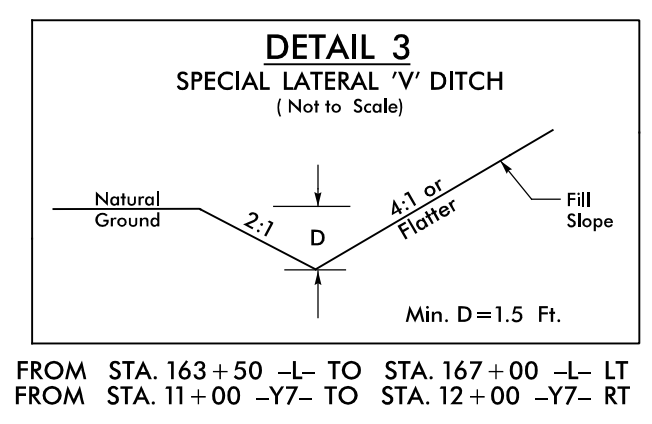 DETAIL 3
SPECIAL LATERAL 'V' DITCH
( Not to Scale)
Natural
Ground
2:1
D
4:1 or
Flatter
Fill
Slope
Min. D=1.5 Ft.
FROM STA. 163+50 -L- TO STA. 167+00 -L- LT
FROM STA. 11+00 -Y7- TO STA. 12+00 -Y7- RT